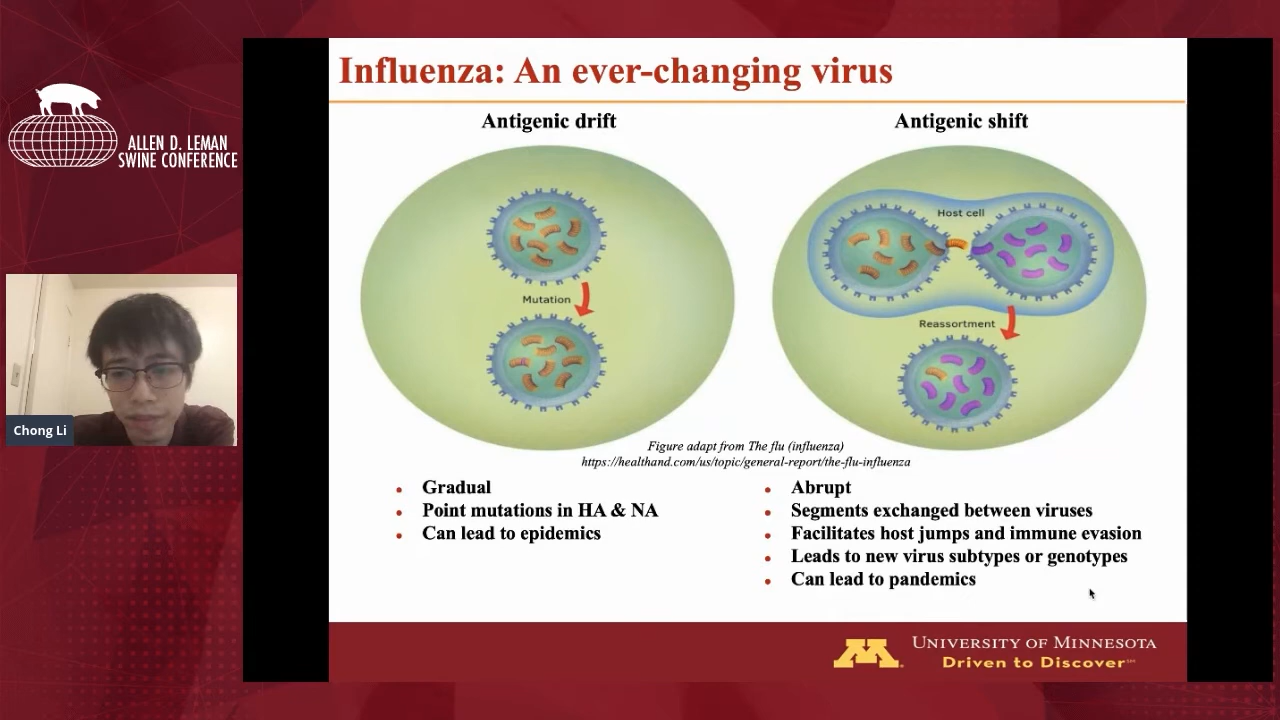 ALLEN D. LEMAN
SWINE CONFERENCE
Chong Li
Influenza: An ever-changing virus
Antigenic drift
Antigenic shift
Mutation
Host cell
Reassortment
Figure adapt from The flu (influenza)
https://healthand.com/us/topic/general-report/the-flu-influenza
• Gradual
• Point mutations in HA & NA
• Can lead to epidemics
• Abrupt
• Segments exchanged between viruses
• Facilitates host jumps and immune evasion
• Leads to new virus subtypes or genotypes
• Can lead to pandemics
M
UNIVERSITY OF MINNESOTA
Driven to Discover℠